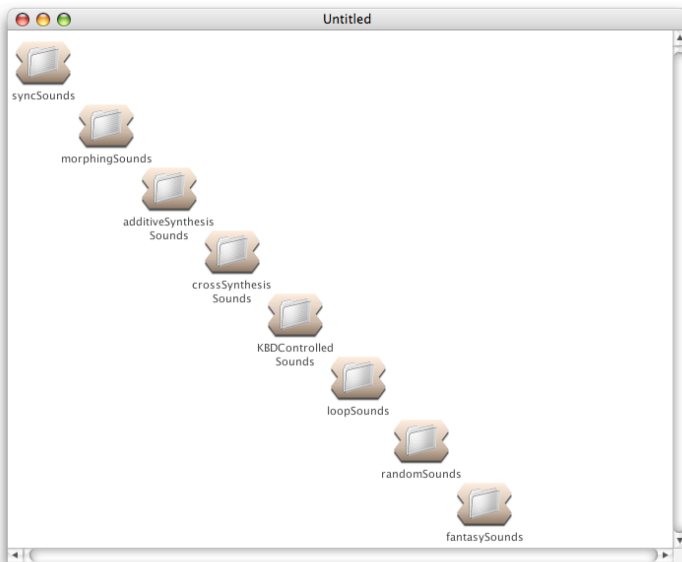 Untitled
syncSounds
morphingSounds
additiveSynthesis
Sounds
crossSynthesis
Sounds
KBDControlled
Sounds
loopSounds
randomSounds
fantasySounds